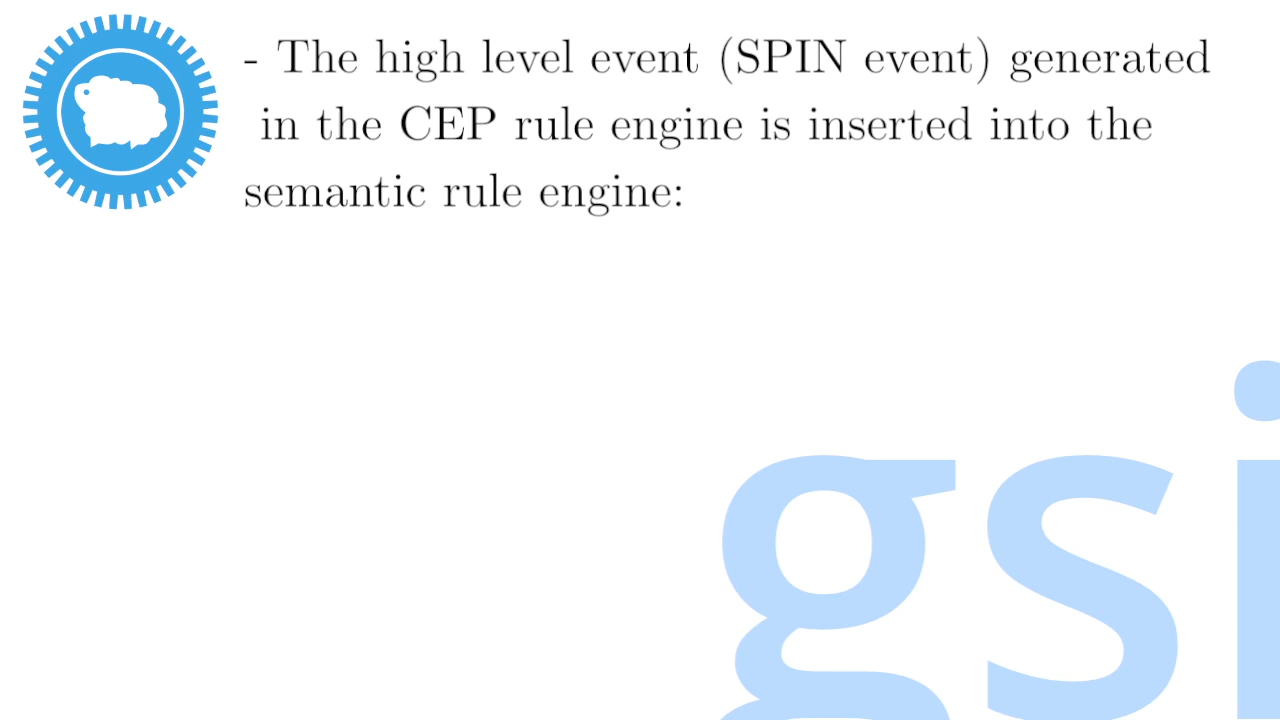 - The high level event (SPIN event) generated
in the CEP rule engine is inserted into the
semantic rule engine:
gsi